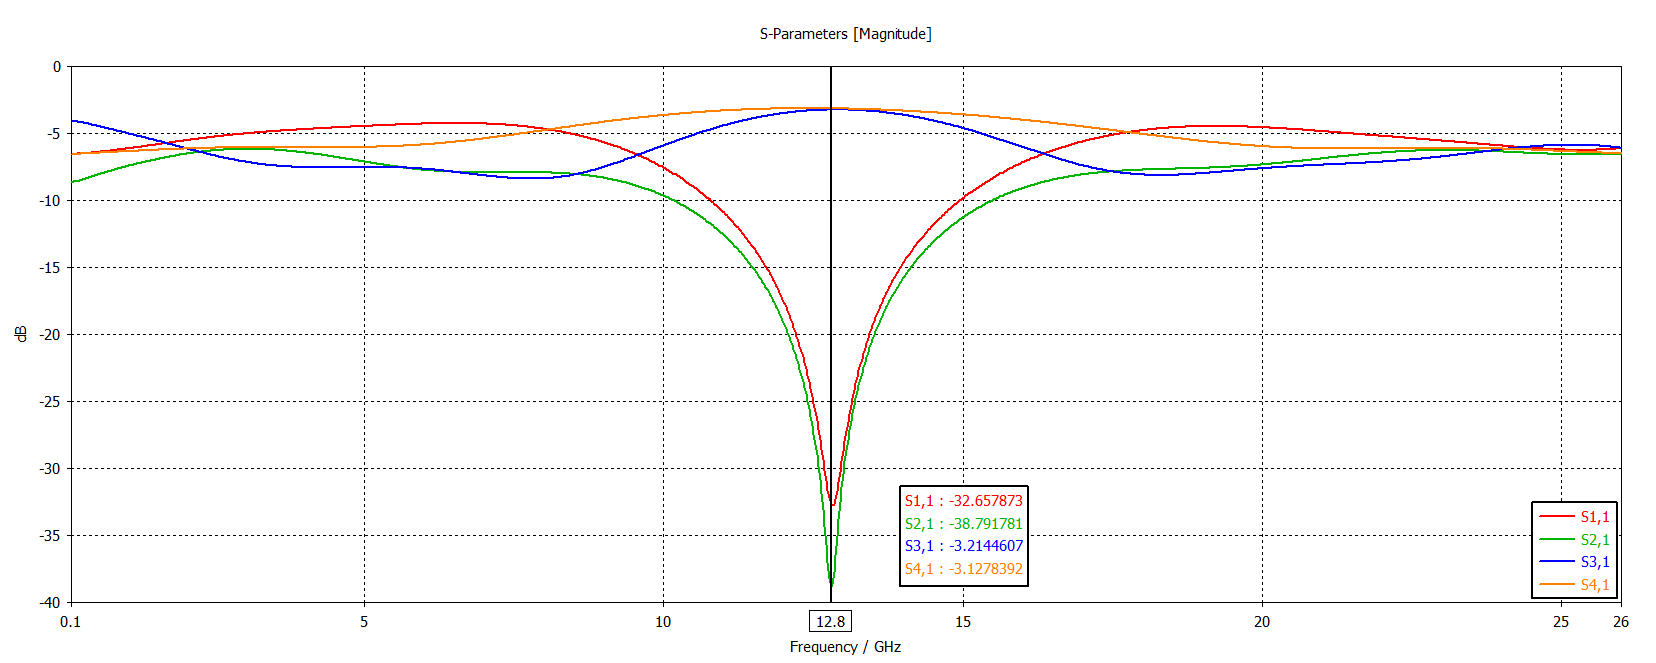 S-Parameters [Magnitude]
0
-5
-10
-15
-20
-25
-30
-35
-40
dB
S1,1 : -32.657873
S2,1 : -38.791781
S3,1 : -3.2144607
S4,1 : -3.1278392
S1,1
S2,1
S3,1
S4,1
0.1 5 10 12.8 15 20 25 26
Frequency / GHz